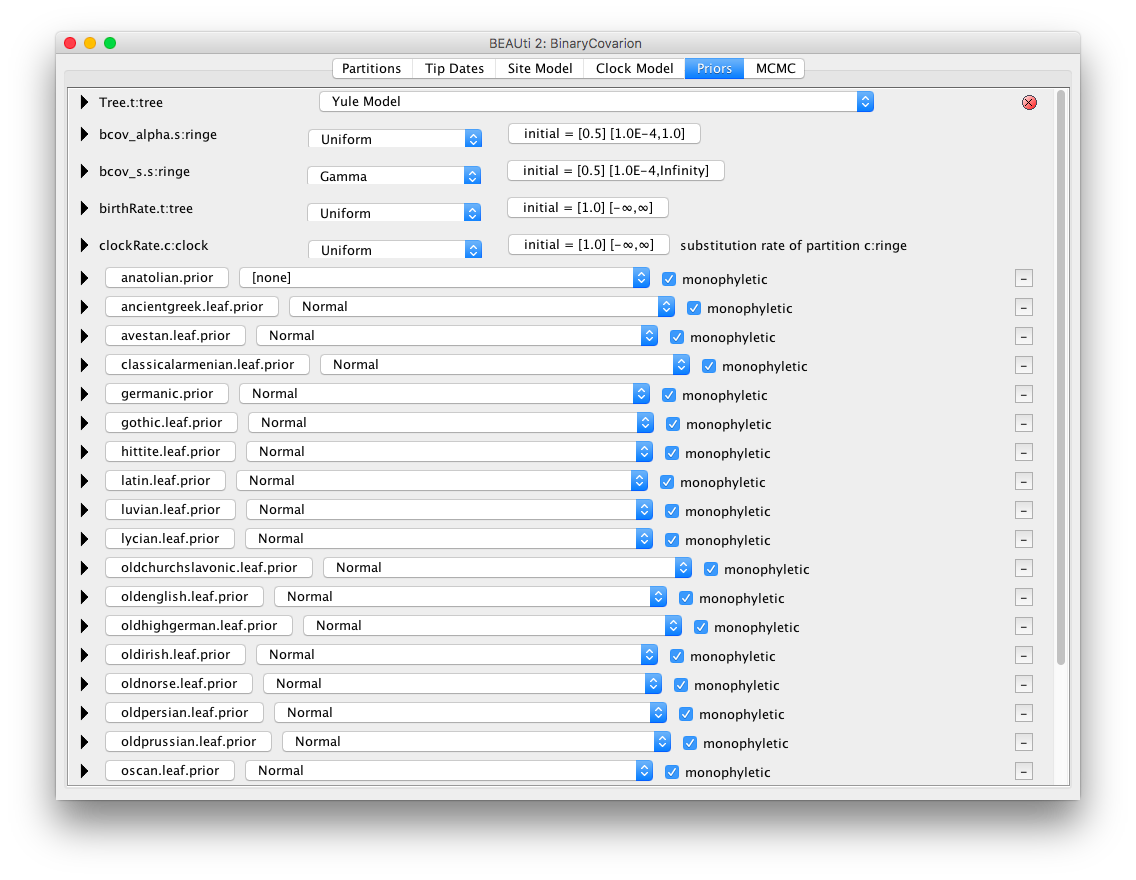 BEAUti 2: BinaryCovarion
Partitions Tip Dates Site Model Clock Model Priors MCMC
Tree.t:tree Yule Model
bcov_alpha.s:ringe Uniform initial = [0.5] [1.0E-4,1.0]
bcov_s.s:ringe Gamma initial = [0.5] [1.0E-4,Infinity]
birthRate.t:tree Uniform initial = [1.0] [-∞,∞]
clockRate.c:clock Uniform initial = [1.0] [-∞,∞] substitution rate of partition c:ringe
anatolian.prior [none] monophyletic -
ancientgreek.leaf.prior Normal monophyletic -
avestan.leaf.prior Normal monophyletic -
classicalarmenian.leaf.prior Normal monophyletic -
germanic.prior Normal monophyletic -
gothic.leaf.prior Normal monophyletic -
hittite.leaf.prior Normal monophyletic -
latin.leaf.prior Normal monophyletic -
luvian.leaf.prior Normal monophyletic -
lycian.leaf.prior Normal monophyletic -
oldchurchslavonic.leaf.prior Normal monophyletic -
oldenglish.leaf.prior Normal monophyletic -
oldhighgerman.leaf.prior Normal monophyletic -
oldirish.leaf.prior Normal monophyletic -
oldnorse.leaf.prior Normal monophyletic -
oldpersian.leaf.prior Normal monophyletic -
oldprussian.leaf.prior Normal monophyletic -
oscan.leaf.prior Normal monophyletic -